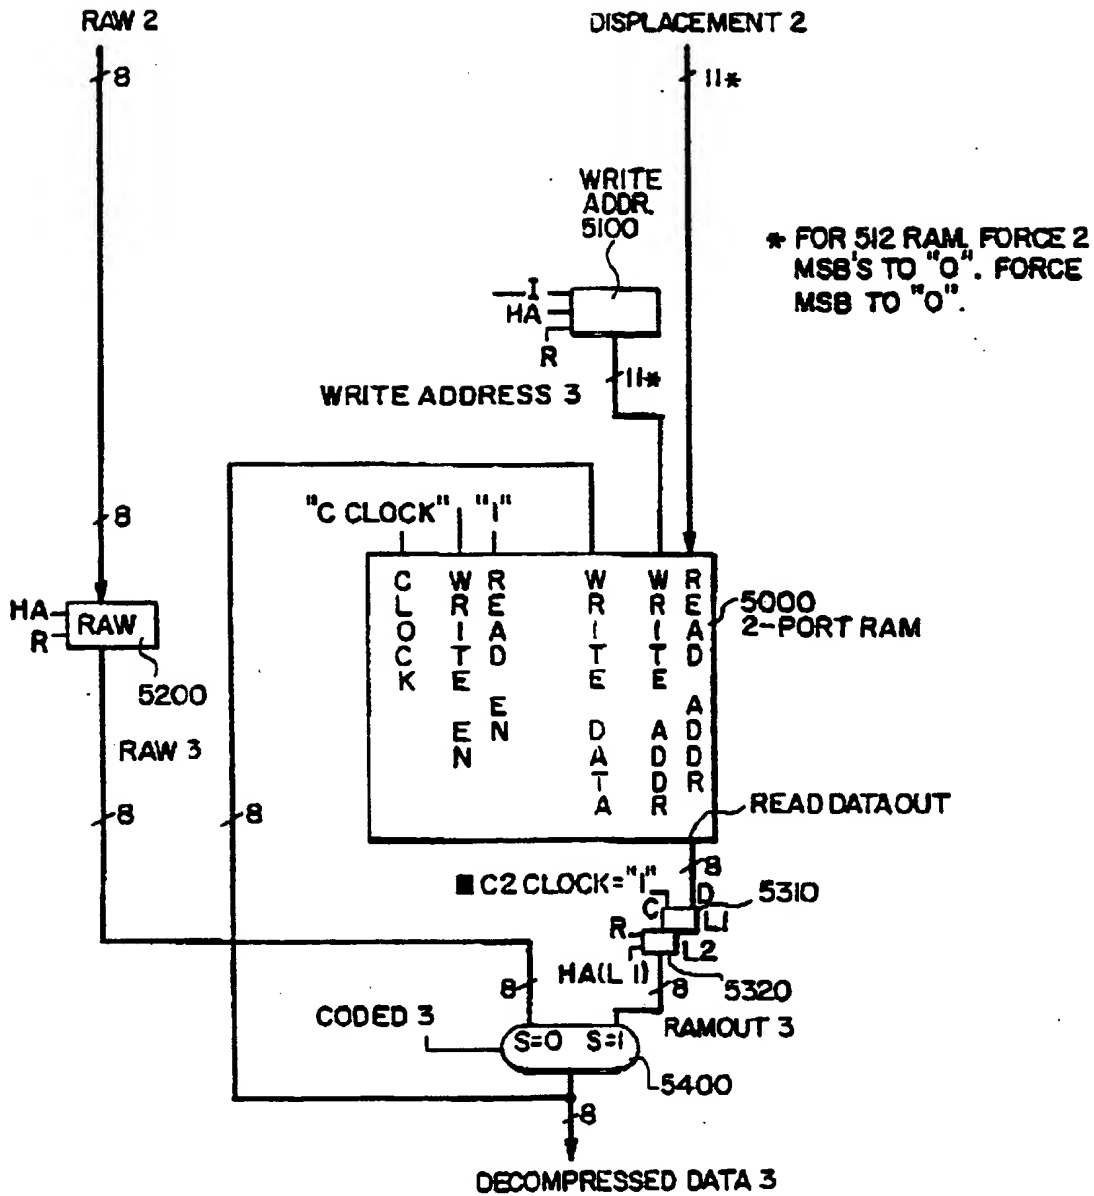 RAW 2
DISPLACEMENT 2
8
11*
WRITE
ADDR.
5100
* FOR 512 RAM. FORCE 2
MSB'S TO "0". FORCE
MSB TO "0".
I
HA
R
11*
WRITE ADDRESS 3
8
"C CLOCK"
"1"
CLOCK
WRITE EN
READ EN
WRITE DATA
WRITE ADDR
READ ADDR
5000
2-PORT RAM
HA
R
RAW
5200
RAW 3
8
8
READ DATA OUT
8
■ C2 CLOCK="1"
C
D
5310
L1
R
L2
HA(L1)
5320
8
8
RAMOUT 3
CODED 3
S=0 S=1
5400
8
DECOMPRESSED DATA 3